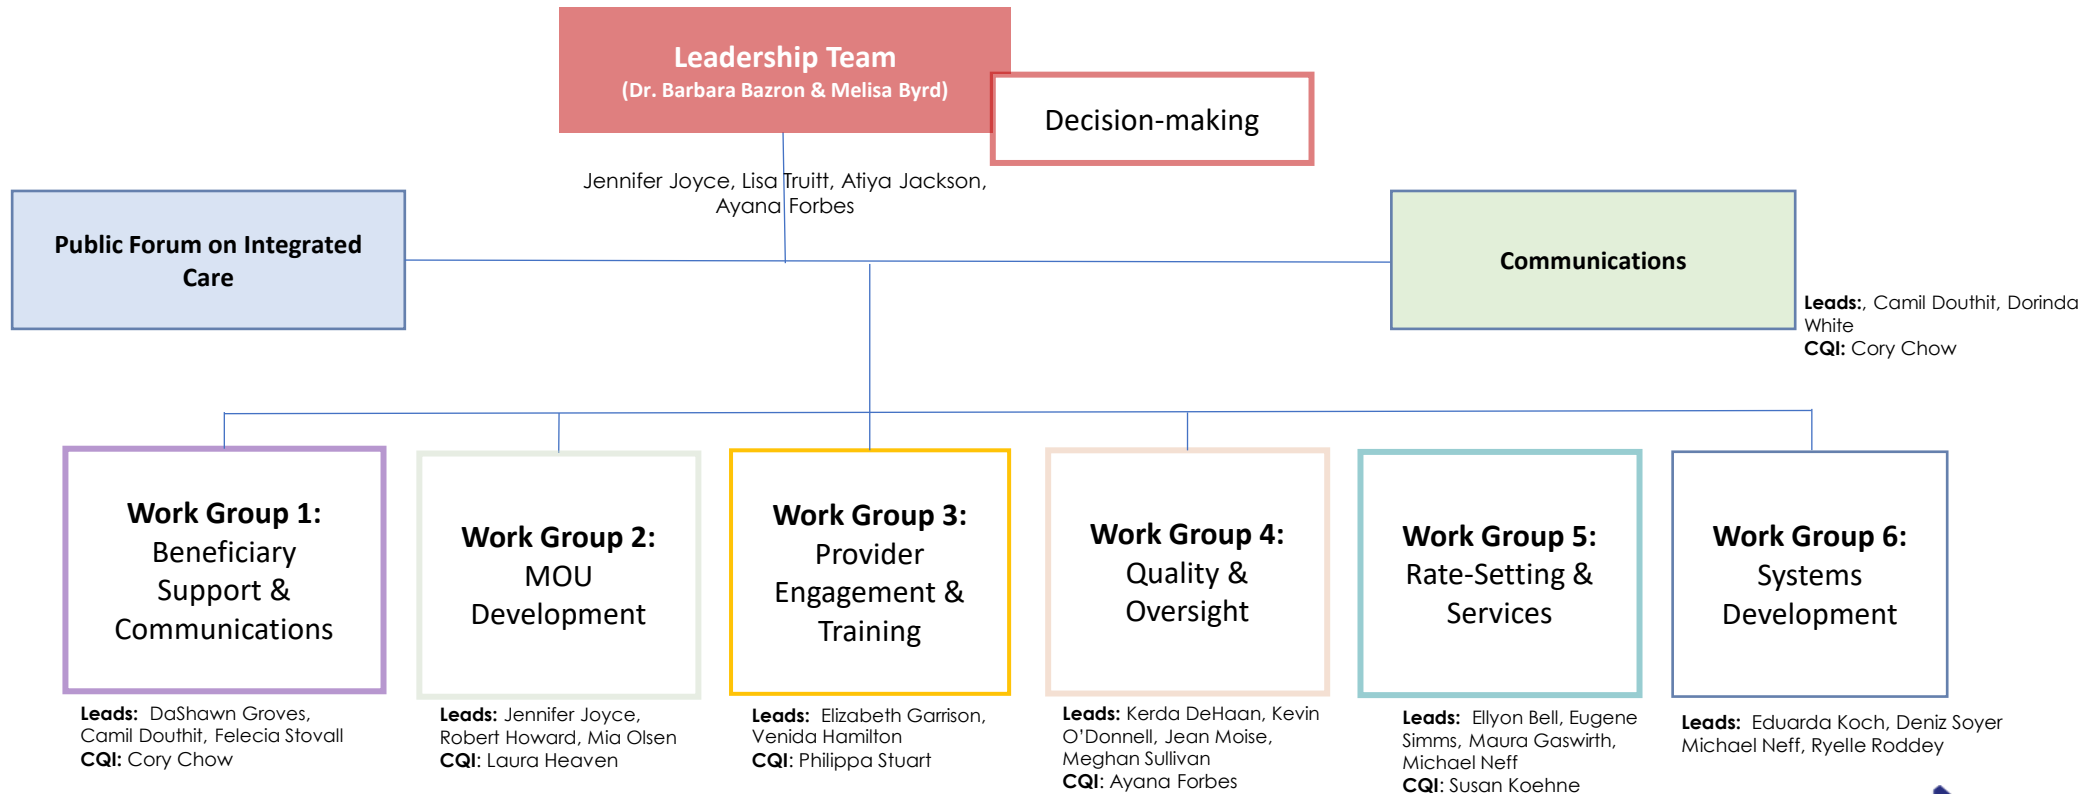 Leadership Team
(Dr. Barbara Bazron & Melisa Byrd)
Decision-making
Jennifer Joyce, Lisa Truitt, Atiya Jackson,
Ayana Forbes
Public Forum on Integrated
Care
Communications
Leads:, Camil Douthit, Dorinda
White
CQI: Cory Chow
Work Group 1:
Beneficiary
Support &
Communications
Leads: DaShawn Groves,
Camil Douthit, Felecia Stovall
CQI: Cory Chow
Work Group 2:
MOU
Development
Leads: Jennifer Joyce,
Robert Howard, Mia Olsen
CQI: Laura Heaven
Work Group 3:
Provider
Engagement &
Training
Leads: Elizabeth Garrison,
Venida Hamilton
CQI: Philippa Stuart
Work Group 4:
Quality &
Oversight
Leads: Kerda DeHaan, Kevin
O’Donnell, Jean Moise,
Meghan Sullivan
CQI: Ayana Forbes
Work Group 5:
Rate-Setting &
Services
Leads: Ellyon Bell, Eugene
Simms, Maura Gaswirth,
Michael Neff
CQI: Susan Koehne
Work Group 6:
Systems
Development
Leads: Eduarda Koch, Deniz Soyer
Michael Neff, Ryelle Roddey